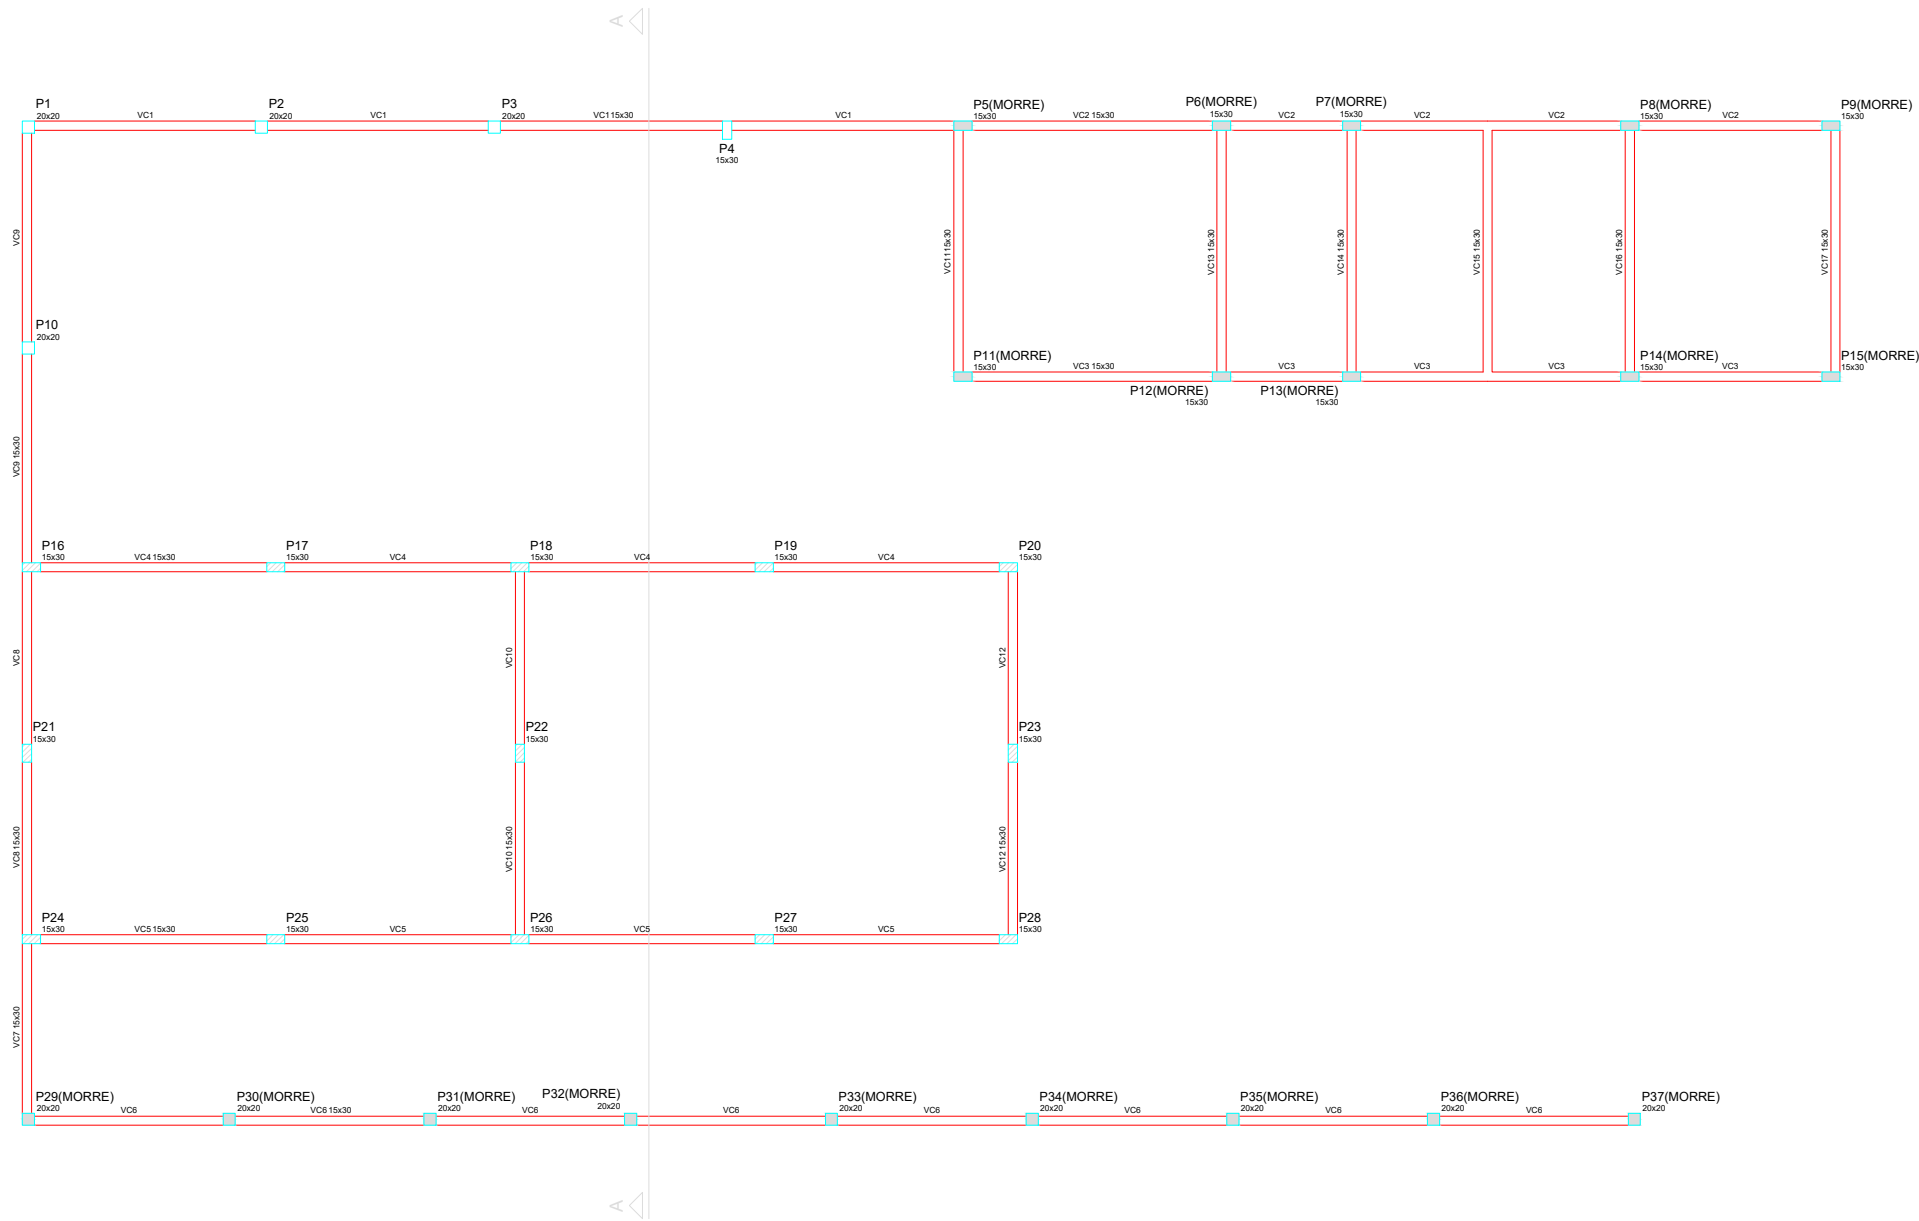 A
P1
20x20
VC1
P2
20x20
VC1
P3
20x20
VC1 15x30
P4
15x30
VC1
P5(MORRE)
15x30
VC2 15x30
P6(MORRE)
15x30
VC2
P7(MORRE)
15x30
VC2
VC2
P8(MORRE)
15x30
VC2
P9(MORRE)
15x30
VC9
VC11 15x30
VC13 15x30
VC14 15x30
VC15 15x30
VC16 15x30
VC17 15x30
P10
20x20
P11(MORRE)
15x30
VC3 15x30
P12(MORRE)
15x30
VC3
P13(MORRE)
15x30
VC3
VC3
P14(MORRE)
15x30
VC3
P15(MORRE)
15x30
VC9 15x30
P16
15x30
VC4 15x30
P17
15x30
VC4
P18
15x30
VC4
P19
15x30
VC4
P20
15x30
VC8
VC10
VC12
P21
15x30
P22
15x30
P23
15x30
VC8 15x30
VC10 15x30
VC12 15x30
P24
15x30
VC5 15x30
P25
15x30
VC5
P26
15x30
VC5
P27
15x30
VC5
P28
15x30
VC7 15x30
P29(MORRE)
20x20
VC6
P30(MORRE)
20x20
VC6 15x30
P31(MORRE)
20x20
VC6
P32(MORRE)
20x20
VC6
P33(MORRE)
20x20
VC6
P34(MORRE)
20x20
VC6
P35(MORRE)
20x20
VC6
P36(MORRE)
20x20
VC6
P37(MORRE)
20x20
A